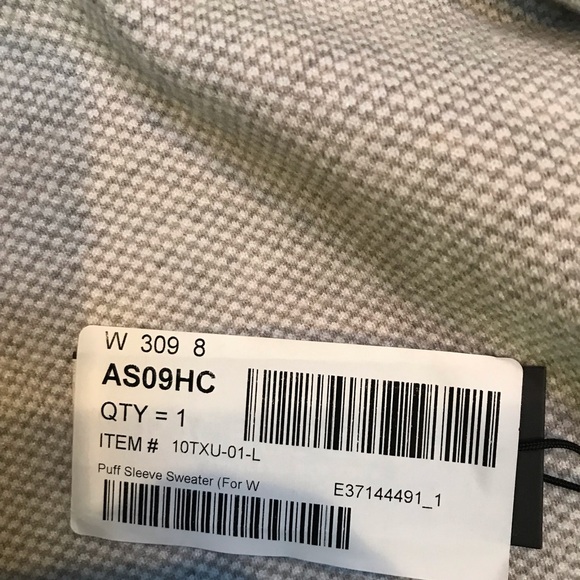 W 309 8
AS09HC
QTY = 1
ITEM # 10TXU-01-L
Puff Sleeve Sweater (For W
E37144491_1